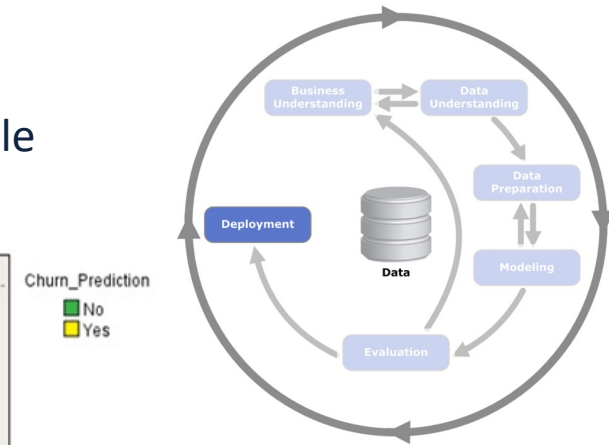 le
Churn_Prediction
No
Yes
Business
Understanding
Data
Understanding
Data
Preparation
Modeling
Evaluation
Deployment
Data